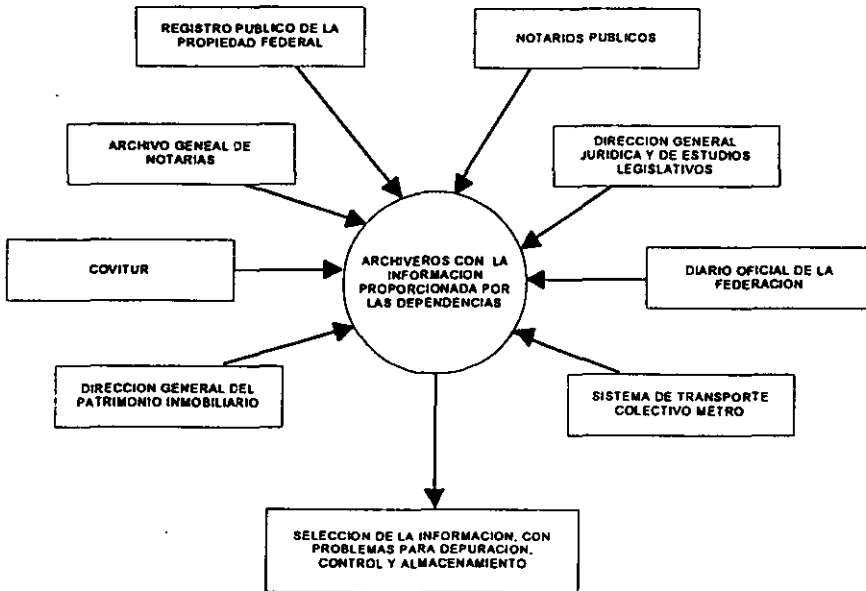 REGISTRO PUBLICO DE LA
PROPIEDAD FEDERAL
NOTARIOS PUBLICOS
ARCHIVO GENEAL DE
NOTARIAS
DIRECCION GENERAL
JURIDICA Y DE ESTUDIOS
LEGISLATIVOS
COVITUR
ARCHIVEROS CON LA
INFORMACION
PROPORCIONADA POR
LAS DEPENDENCIAS
DIARIO OFICIAL DE LA
FEDERACION
DIRECCION GENERAL DEL
PATRIMONIO INMOBILIARIO
SISTEMA DE TRANSPORTE
COLECTIVO METRO
SELECCION DE LA INFORMACION, CON
PROBLEMAS PARA DEPURACION,
CONTROL Y ALMACENAMIENTO